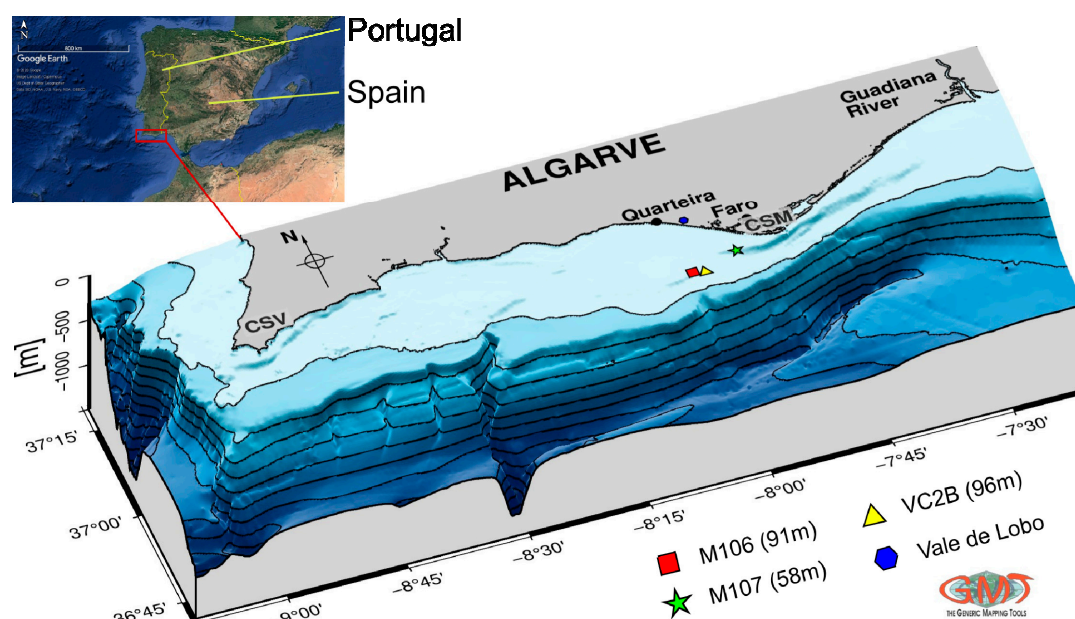 Portugal
Spain
N
800 km
Google Earth
Guadiana
River
ALGARVE
Quarteira
Faro
CSM
N
CSV
0
−500
−1000
[m]
37°15'
37°00'
36°45'
−9°00'
−8°45'
−8°30'
−8°15'
−8°00'
−7°45'
−7°30'
M106 (91m)
M107 (58m)
VC2B (96m)
Vale de Lobo
GMT
THE GENERIC MAPPING TOOLS